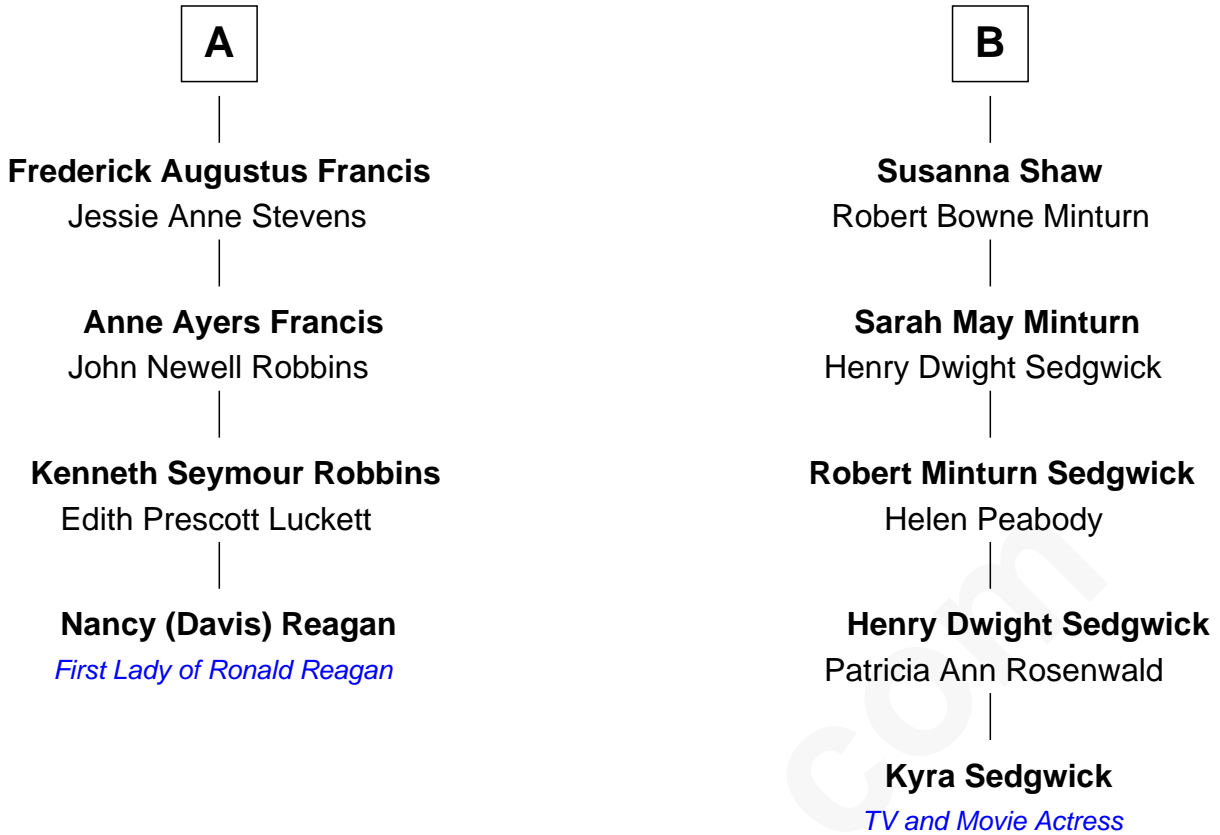 A
Frederick Augustus Francis
Jessie Anne Stevens
Anne Ayers Francis
John Newell Robbins
Kenneth Seymour Robbins
Edith Prescott Luckett
Nancy (Davis) Reagan
First Lady of Ronald Reagan
B
Susanna Shaw
Robert Bowne Minturn
Sarah May Minturn
Henry Dwight Sedgwick
Robert Minturn Sedgwick
Helen Peabody
Henry Dwight Sedgwick
Patricia Ann Rosenwald
Kyra Sedgwick
TV and Movie Actress
com